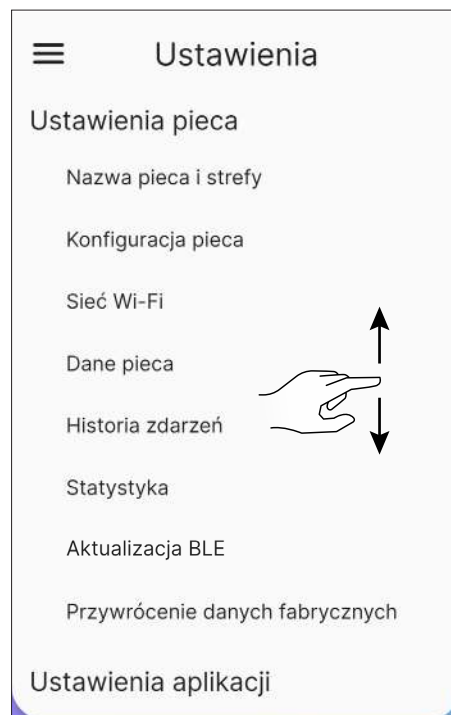 Ustawienia
Ustawienia pieca
Nazwa pieca i strefy
Konfiguracja pieca
Sieć Wi-Fi
Dane pieca
Historia zdarzeń
Statystyka
Aktualizacja BLE
Przywrócenie danych fabrycznych
Ustawienia aplikacji